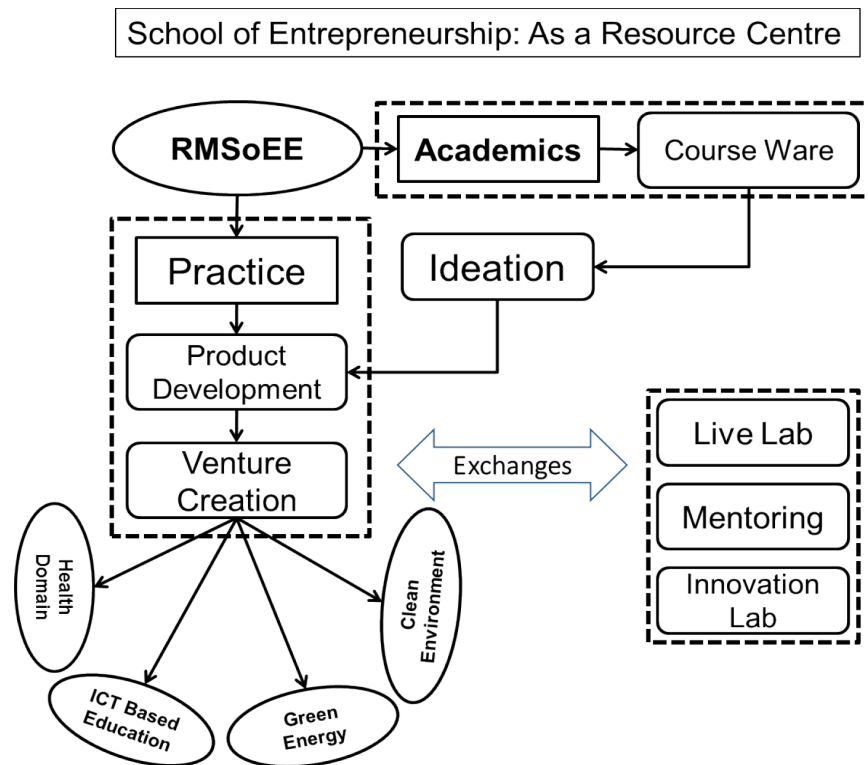 School of Entrepreneurship: As a Resource Centre
RMSoEE
Academics
Course Ware
Practice
Ideation
Product
Development
Venture
Creation
Exchanges
Live Lab
Mentoring
Innovation
Lab
Health
Domain
ICT Based
Education
Green
Energy
Clean
Environment